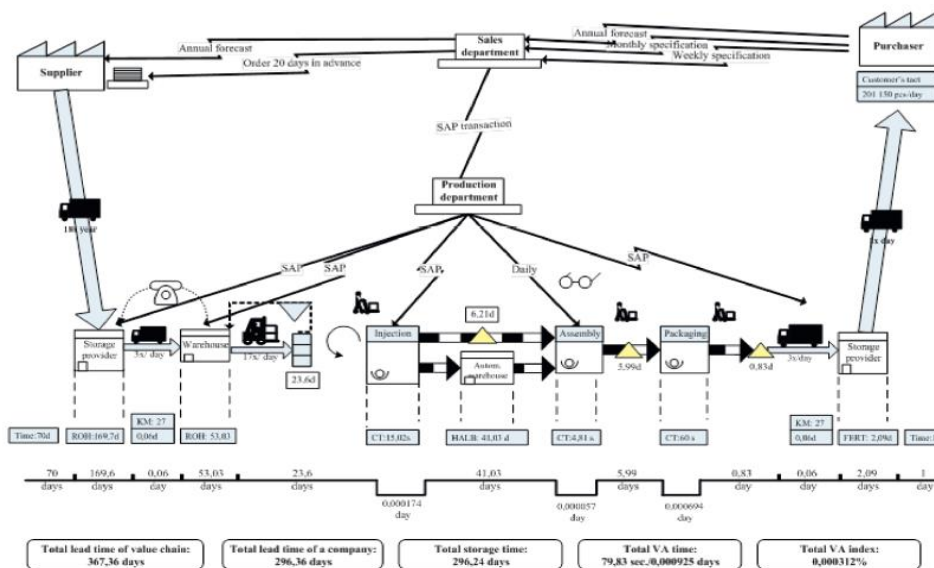 Annual forecast
Order 20 days in advance
Sales
department
Annual forecast
Monthly specification
Weekly specification
Supplier
Purchaser
Customer's tact
201 130 pcs/day
SAP transaction
Production
department
18x year
1x day
SAP
SAP
SAP
Daily
SAP
Storage
provider
3x/ day
Warehouse
17x/ day
23.6d
Injection
6,21d
Autom.
warehouse
Assembly
5,99d
Packaging
0,83d
3x/day
Storage
provider
Time:70d
ROH:169,7d
KM: 27
0,06d
ROH: 53,03
CT:15,02s
HALB: 41,03 d
CT:4,81 s
CT:60 s
KM: 27
0,06d
FERT: 2,09d
70
days
169,6
days
0,06
days
53,03
days
23,6
days
0,000174
day
41,03
days
0,000057
day
5,99
days
0,000694
day
0,83
days
0,06
days
2,09
days
1
days
Total lead time of value chain:
367,36 days
Total lead time of a company:
296,36 days
Total storage time:
296,24 days
Total VA time:
79,83 sec./0,000925 days
Total VA index:
0,000312%